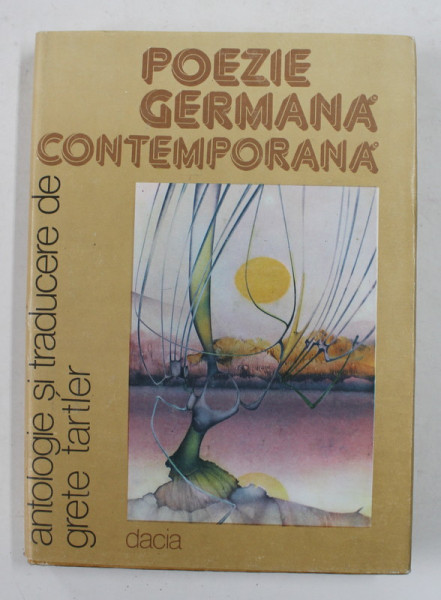 POEZIE
GERMANĂ
CONTEMPORANĂ
antologie și traducere de
grete tartler
dacia